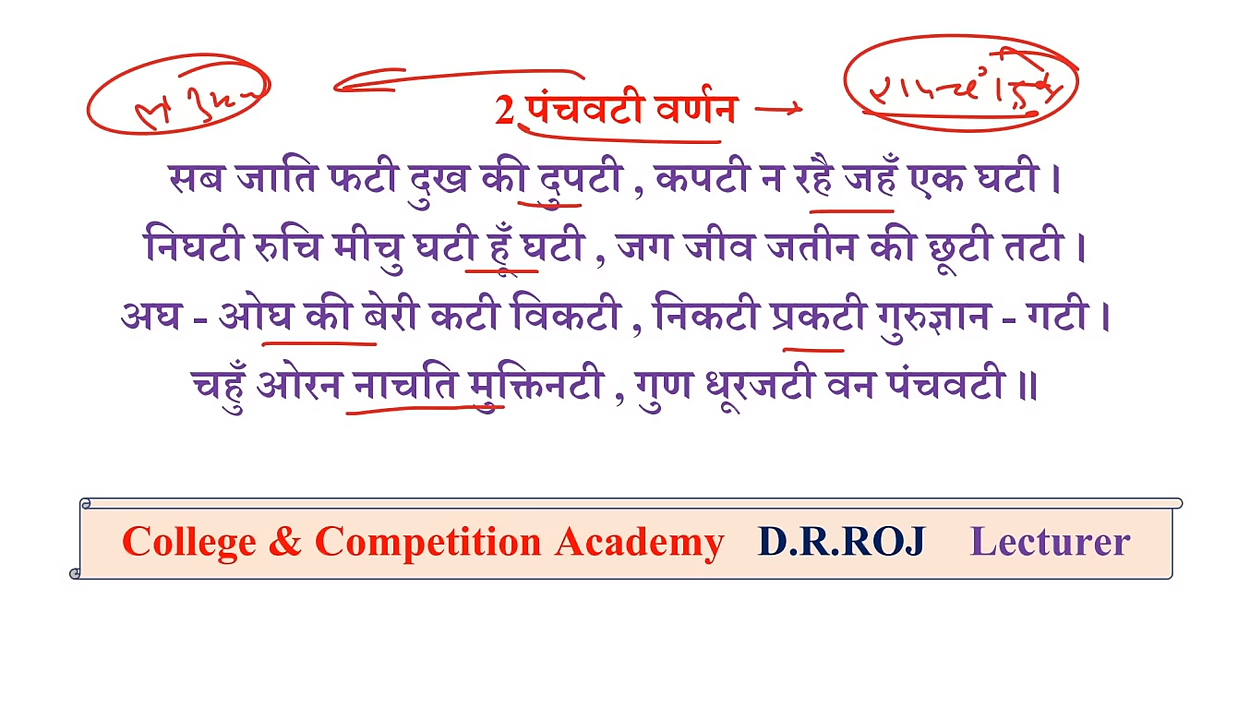 2 पंचवटी वर्णन
सब जाति फटी दुख की दुपटी , कपटी न रहै जहँ एक घटी ।
निघटी रुचि मीचु घटी हूँ घटी , जग जीव जतीन की छूटी तटी ।
अघ - ओघ की बेरी कटी विकटी , निकटी प्रकटी गुरुज्ञान - गटी ।
चहुँ ओरन नाचति मुक्तिनटी , गुण धूरजटी वन पंचवटी ॥
College & Competition Academy D.R.ROJ Lecturer